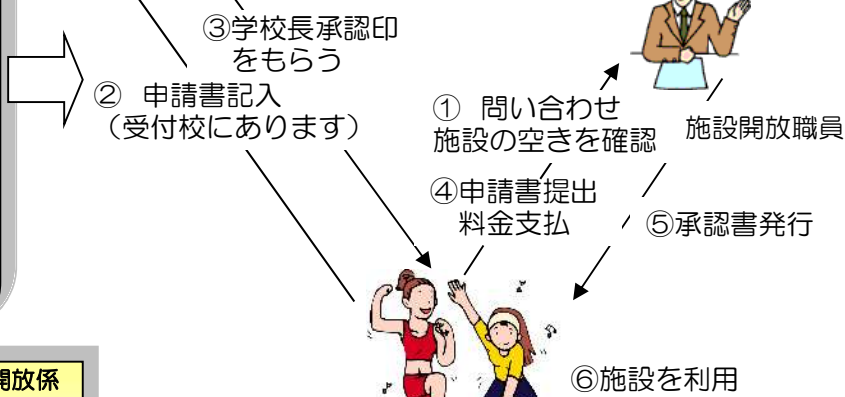 ③学校長承認印
をもらう
② 申請書記入
(受付校にあります)
① 問い合わせ
施設の空きを確認
施設開放職員
④申請書提出
料金支払
⑤承認書発行
⑥施設を利用
開放係